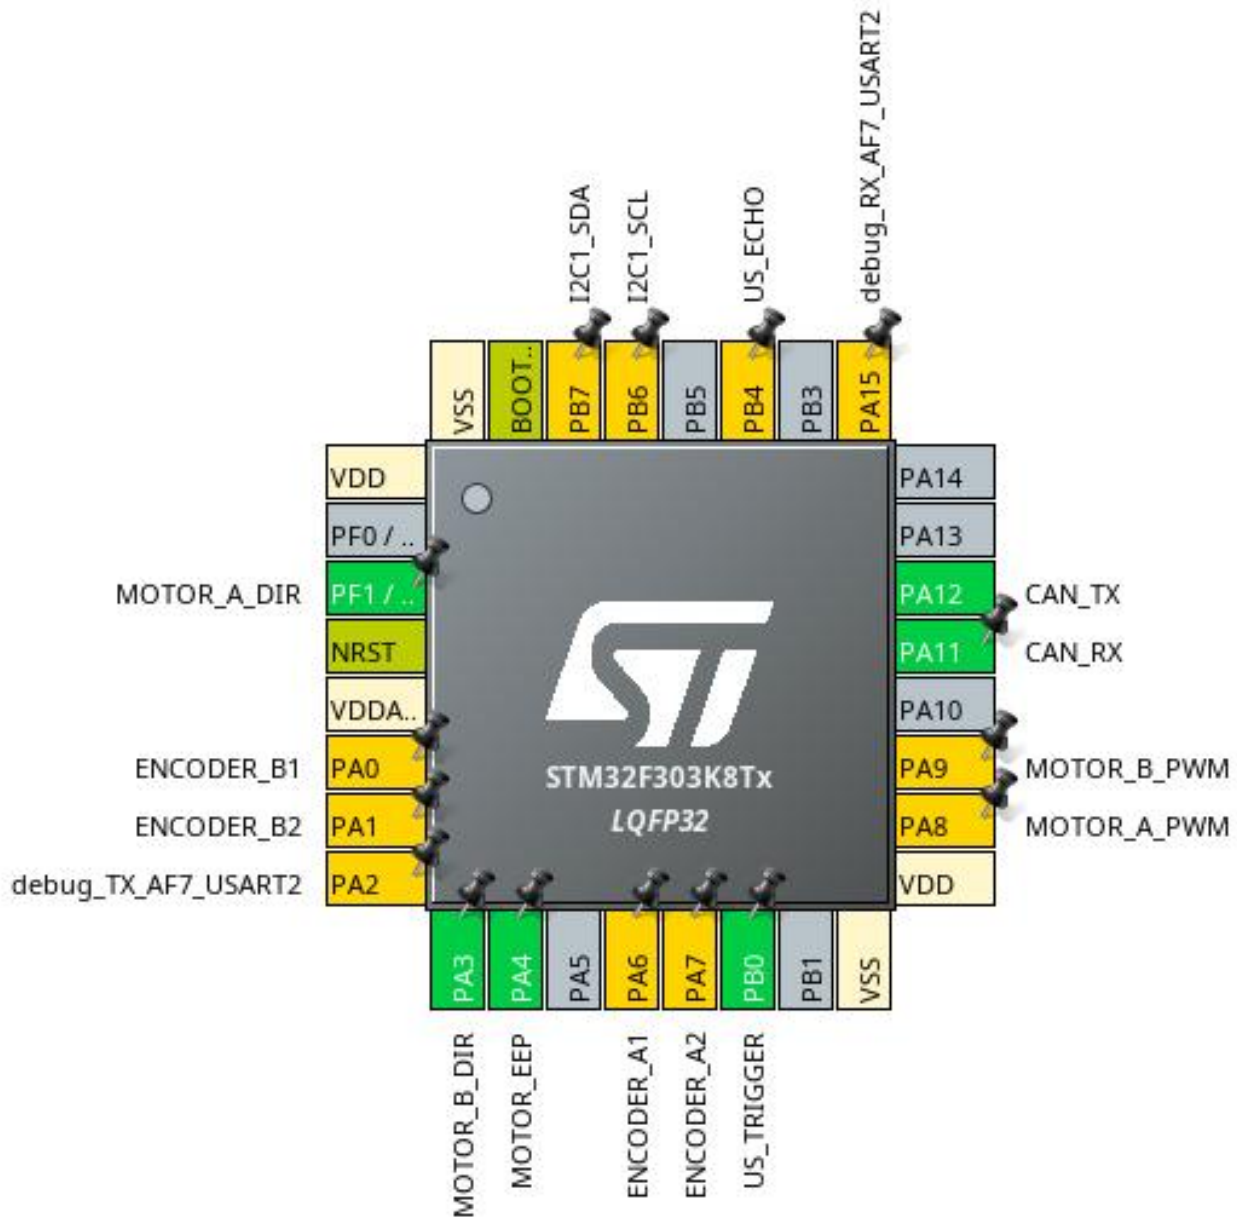 debug_RX_AF7_USART2
I2C1_SDA
I2C1_SCL
US_ECHO
VSS
BOOT..
PB7
PB6
PB5
PB4
PB3
PA15
VDD
PA14
PF0 / ..
PA13
MOTOR_A_DIR
PF1 / ..
PA12
CAN_TX
NRST
PA11
CAN_RX
VDDA..
PA10
ENCODER_B1
PA0
STM32F303K8Tx
PA9
MOTOR_B_PWM
ENCODER_B2
PA1
LQFP32
PA8
MOTOR_A_PWM
debug_TX_AF7_USART2
PA2
VDD
PA3
PA4
PA5
PA6
PA7
PB0
PB1
VSS
MOTOR_B_DIR
MOTOR_EEP
ENCODER_A1
ENCODER_A2
US_TRIGGER
ST